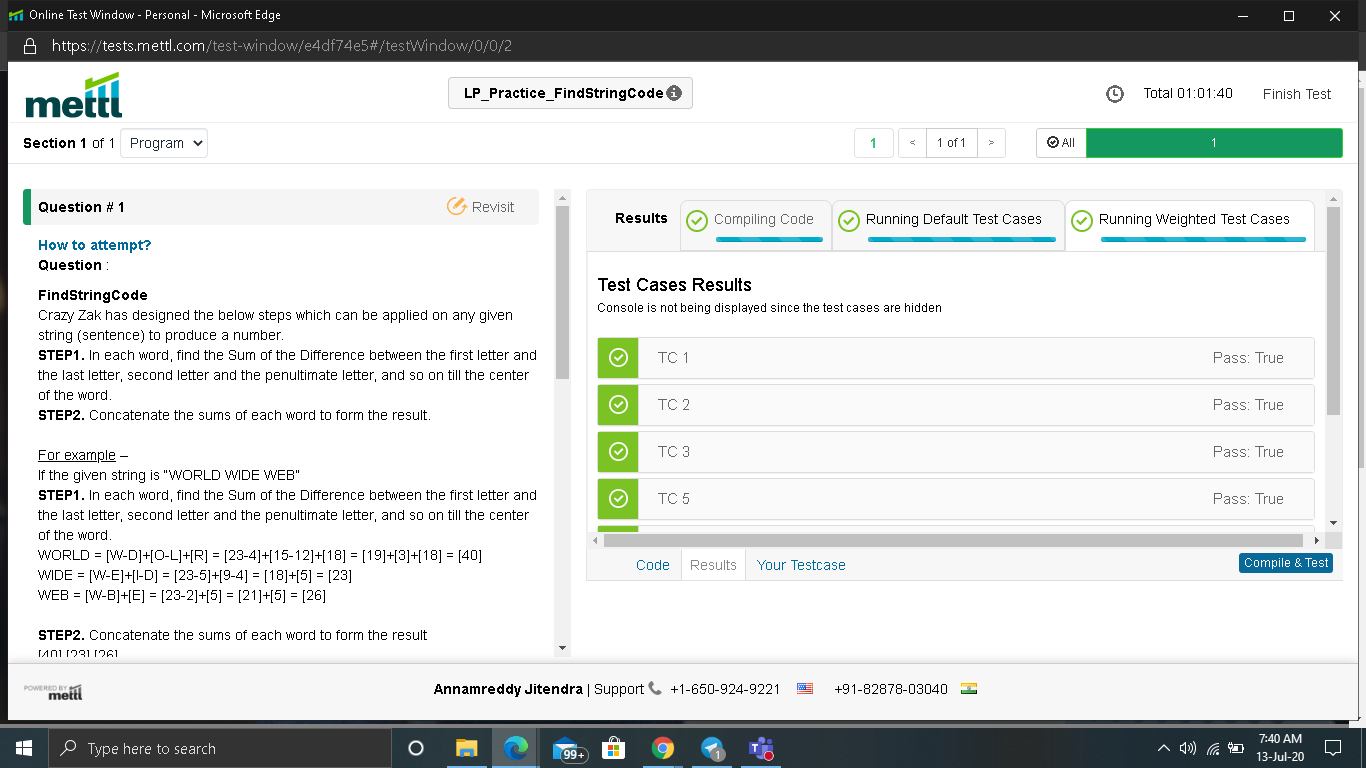 Online Test Window - Personal - Microsoft Edge
https://tests.mettl.com/test-window/e4df74e5#/testWindow/0/0/2
mettl
LP_Practice_FindStringCode
Total 01:01:40
Finish Test
Section 1 of 1
Program
1
<
1 of 1
>
All
1
Question # 1
Revisit
How to attempt?
Question :
FindStringCode
Crazy Zak has designed the below steps which can be applied on any given
string (sentence) to produce a number.
STEP1. In each word, find the Sum of the Difference between the first letter and
the last letter, second letter and the penultimate letter, and so on till the center
of the word.
STEP2. Concatenate the sums of each word to form the result.
For example –
If the given string is "WORLD WIDE WEB"
STEP1. In each word, find the Sum of the Difference between the first letter and
the last letter, second letter and the penultimate letter, and so on till the center
of the word.
WORLD = [W-D]+[O-L]+[R] = [23-4]+[15-12]+[18] = [19]+[3]+[18] = [40]
WIDE = [W-E]+[I-D] = [23-5]+[9-4] = [18]+[5] = [23]
WEB = [W-B]+[E] = [23-2]+[5] = [21]+[5] = [26]
STEP2. Concatenate the sums of each word to form the result
[40] [23] [26]
Results
Compiling Code
Running Default Test Cases
Running Weighted Test Cases
Test Cases Results
Console is not being displayed since the test cases are hidden
TC 1
Pass: True
TC 2
Pass: True
TC 3
Pass: True
TC 5
Pass: True
Code
Results
Your Testcase
Compile & Test
POWERED BY
mettl
Annamreddy Jitendra | Support +1-650-924-9221 +91-82878-03040
Type here to search
99+
1
7:40 AM
13-Jul-20